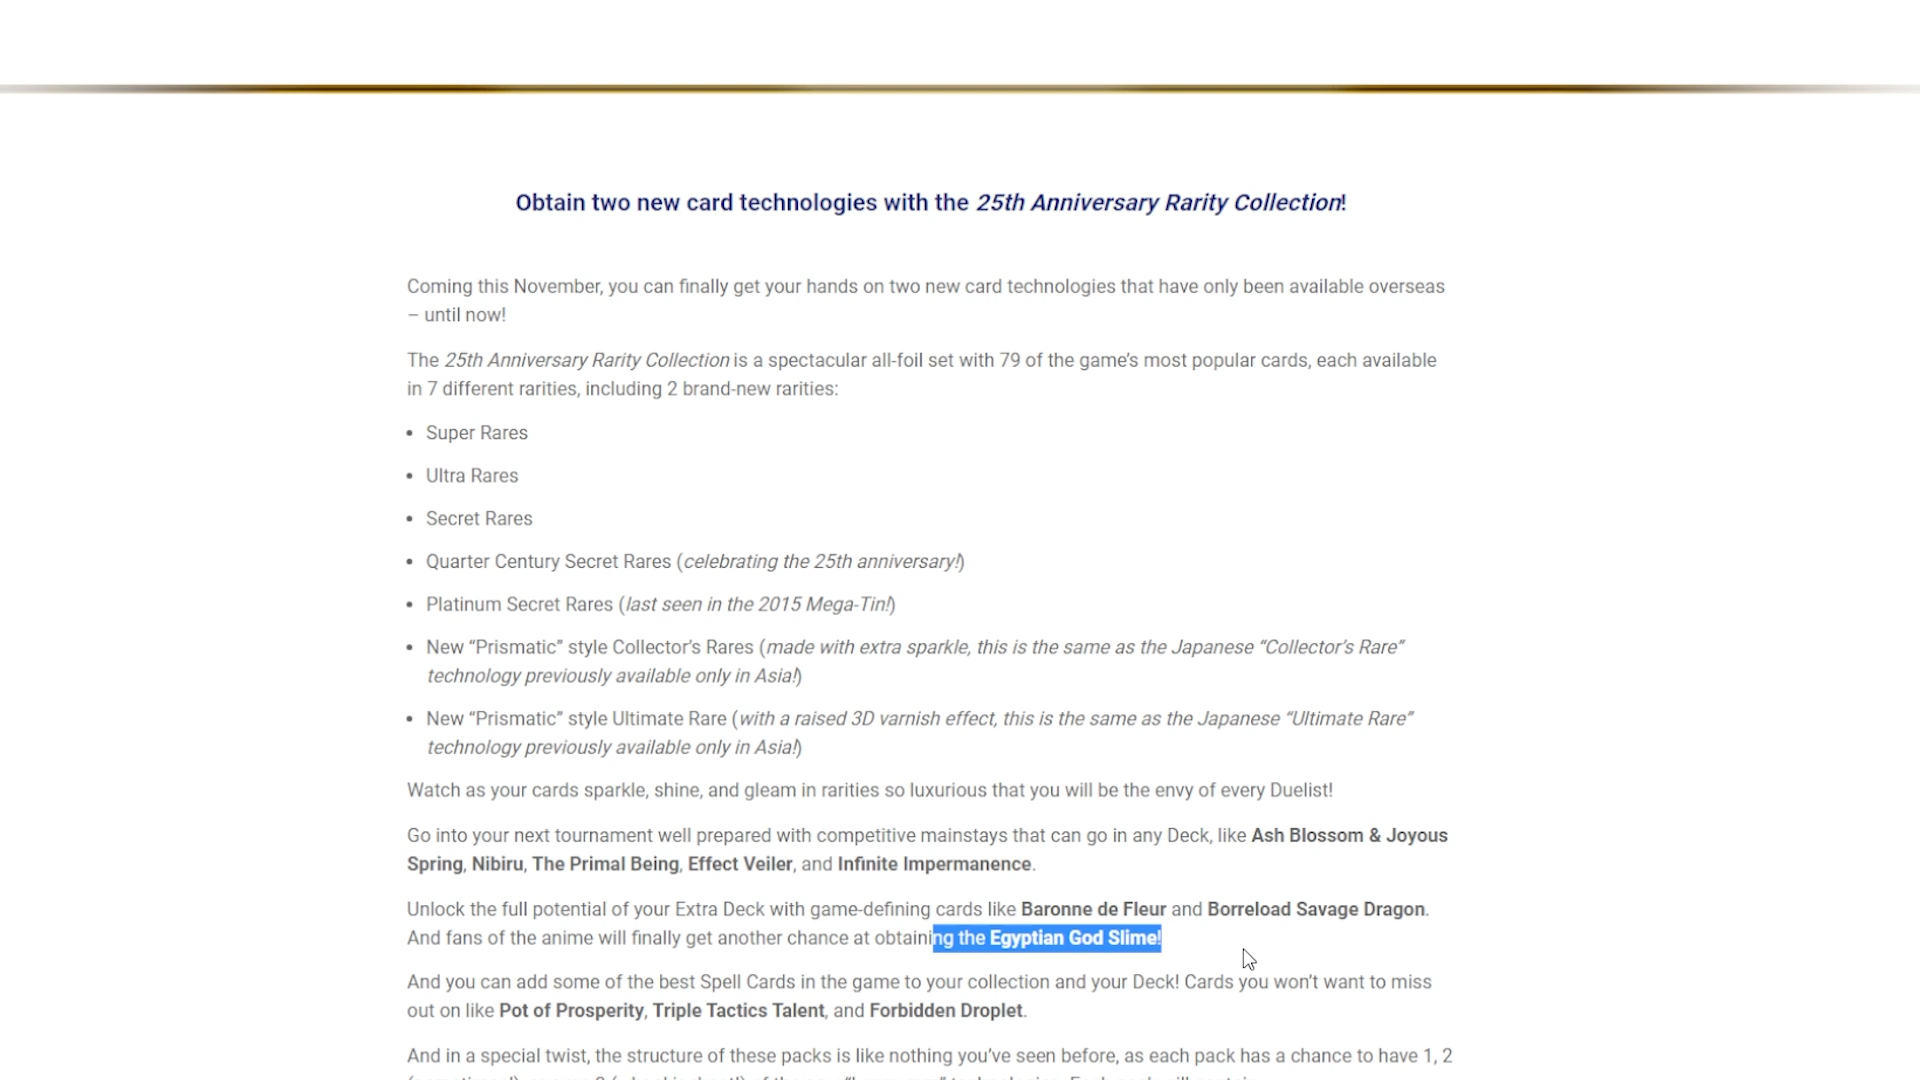 Obtain two new card technologies with the 25th Anniversary Rarity Collection!
Coming this November, you can finally get your hands on two new card technologies that have only been available overseas
– until now!
The 25th Anniversary Rarity Collection is a spectacular all-foil set with 79 of the game's most popular cards, each available
in 7 different rarities, including 2 brand-new rarities:
• Super Rares
• Ultra Rares
• Secret Rares
• Quarter Century Secret Rares (celebrating the 25th anniversary!)
• Platinum Secret Rares (last seen in the 2015 Mega-Tin!)
• New “Prismatic” style Collector's Rares (made with extra sparkle, this is the same as the Japanese “Collector's Rare”
technology previously available only in Asia!)
• New “Prismatic” style Ultimate Rare (with a raised 3D varnish effect, this is the same as the Japanese “Ultimate Rare”
technology previously available only in Asia!)
Watch as your cards sparkle, shine, and gleam in rarities so luxurious that you will be the envy of every Duelist!
Go into your next tournament well prepared with competitive mainstays that can go in any Deck, like Ash Blossom & Joyous
Spring, Nibiru, The Primal Being, Effect Veiler, and Infinite Impermanence.
Unlock the full potential of your Extra Deck with game-defining cards like Baronne de Fleur and Borreload Savage Dragon.
And fans of the anime will finally get another chance at obtaining the Egyptian God Slime!
And you can add some of the best Spell Cards in the game to your collection and your Deck! Cards you won't want to miss
out on like Pot of Prosperity, Triple Tactics Talent, and Forbidden Droplet.
And in a special twist, the structure of these packs is like nothing you've seen before, as each pack has a chance to have 1, 2